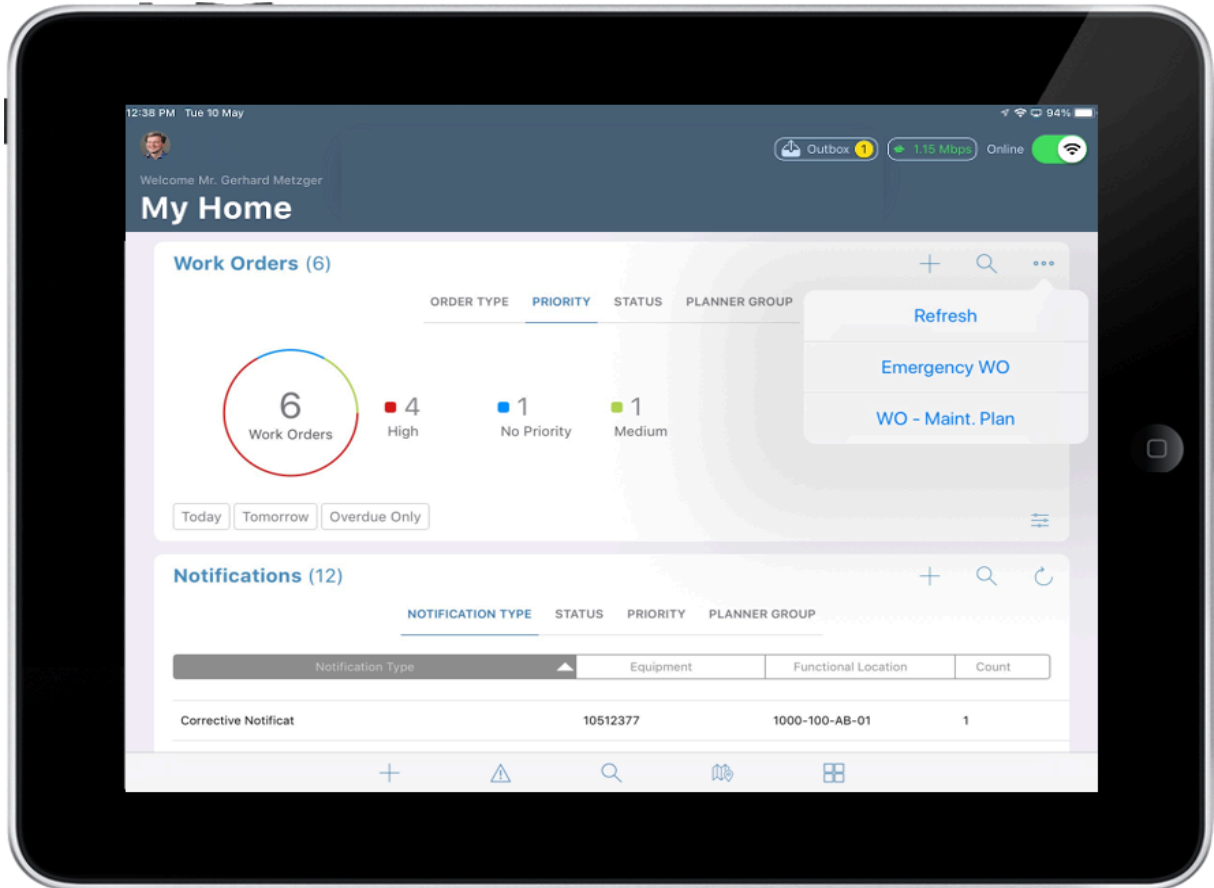 12:38 PM Tue 10 May 94%
Outbox 1 1.15 Mbps Online
Welcome Mr. Gerhard Metzger
My Home
Work Orders (6)
ORDER TYPE PRIORITY STATUS PLANNER GROUP
Refresh
Emergency WO
WO - Maint. Plan
6
Work Orders
4
High
1
No Priority
1
Medium
Today Tomorrow Overdue Only
Notifications (12)
NOTIFICATION TYPE STATUS PRIORITY PLANNER GROUP
Notification Type Equipment Functional Location Count
Corrective Notificat 10512377 1000-100-AB-01 1